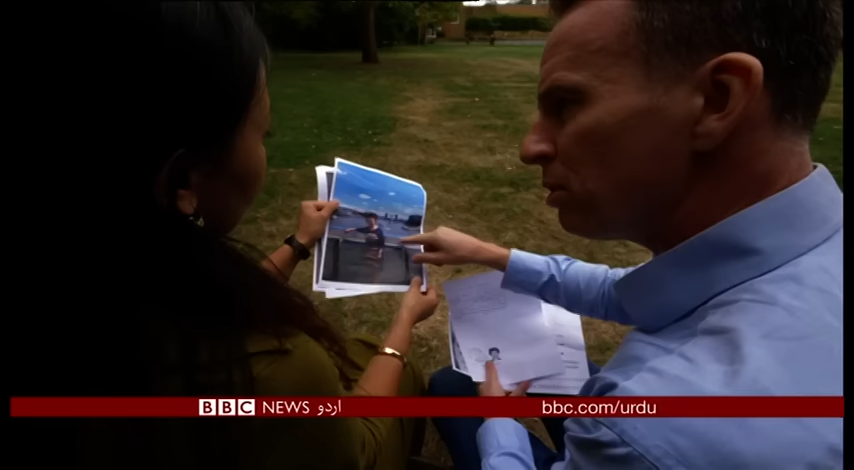 BBC NEWS اردو
bbc.com/urdu